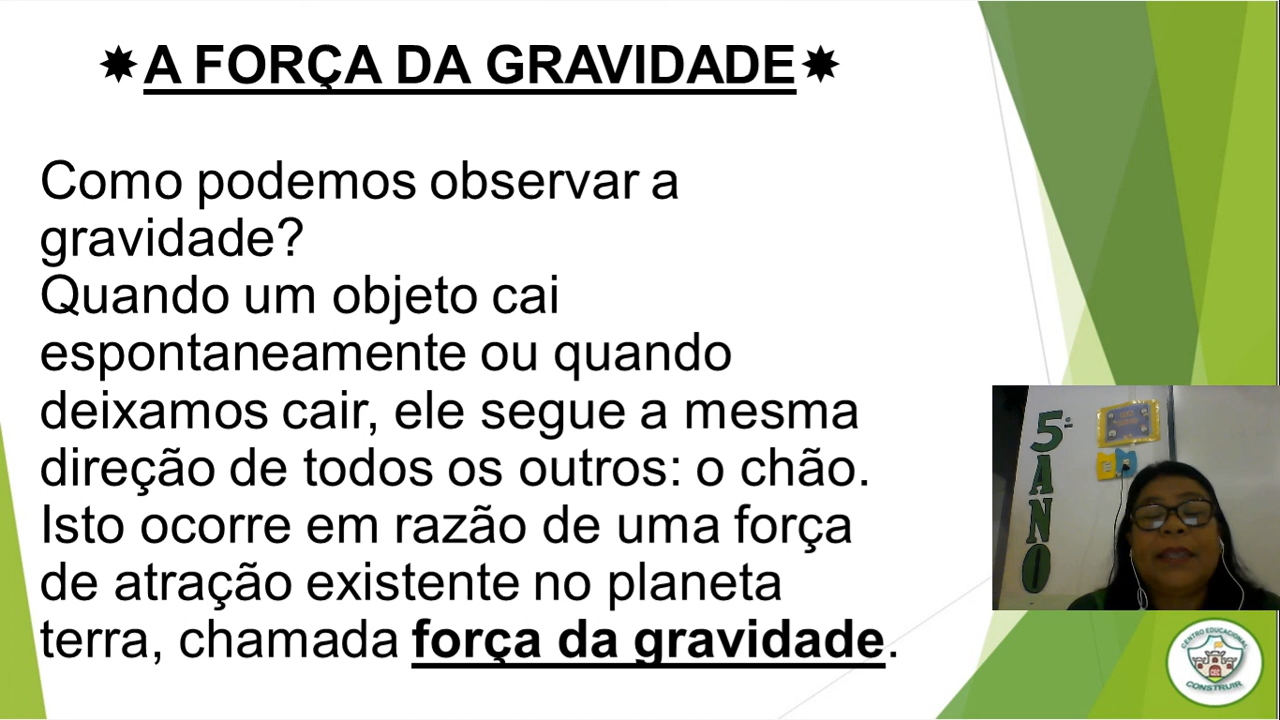 ✸A FORÇA DA GRAVIDADE✸
Como podemos observar a
gravidade?
Quando um objeto cai
espontaneamente ou quando
deixamos cair, ele segue a mesma
direção de todos os outros: o chão.
Isto ocorre em razão de uma força
de atração existente no planeta
terra, chamada força da gravidade.
5º
ANO
CENTRO EDUCACIONAL
CONSTRUIR